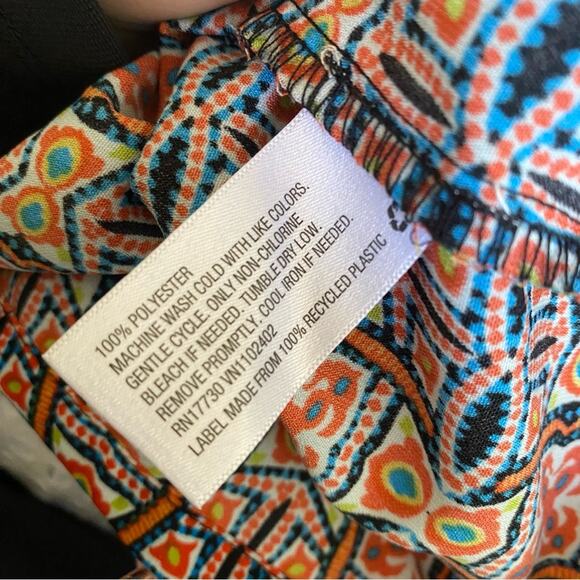 100% POLYESTER
MACHINE WASH COLD WITH LIKE COLORS.
GENTLE CYCLE. ONLY NON-CHLORINE
BLEACH IF NEEDED. TUMBLE DRY LOW.
REMOVE PROMPTLY, COOL IRON IF NEEDED.
RN17730 VN1102402
LABEL MADE FROM 100% RECYCLED PLASTIC